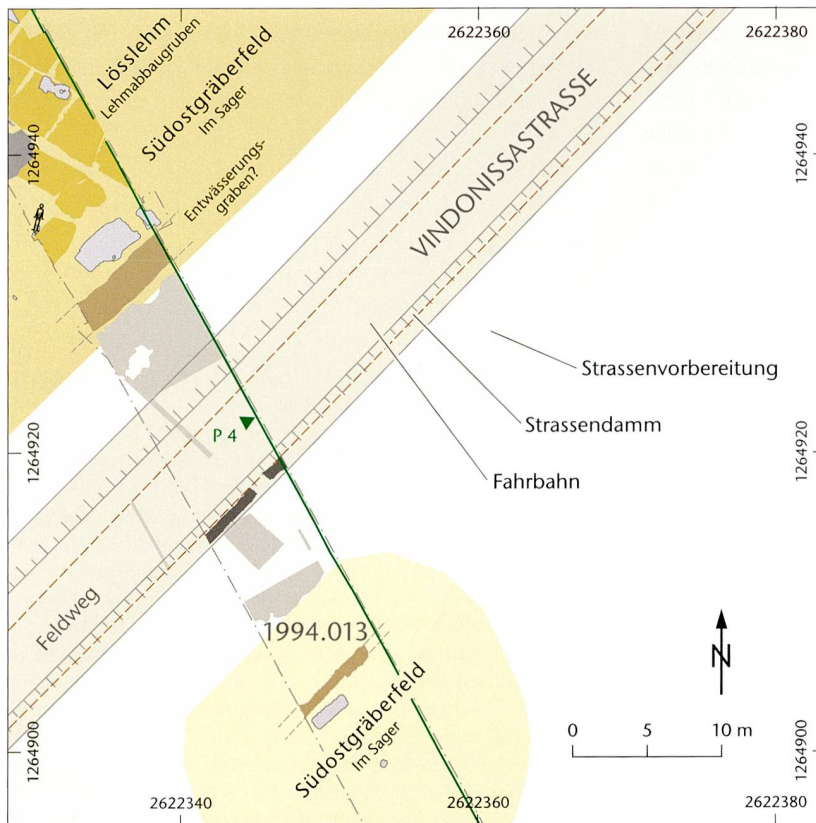 2622360
2622380
Lösslehm
Lehmabbaugruben
Südostgräberfeld
Im Sager
Entwässerungs-
graben?
1264940
1264940
VINDONISSASTRASSE
Strassenvorbereitung
Strassendamm
Fahrbahn
P 4
1264920
1264920
Feldweg
1994.013
Südostgräberfeld
Im Sager
N
0 5 10 m
1264900
1264900
2622340
2622360
2622380